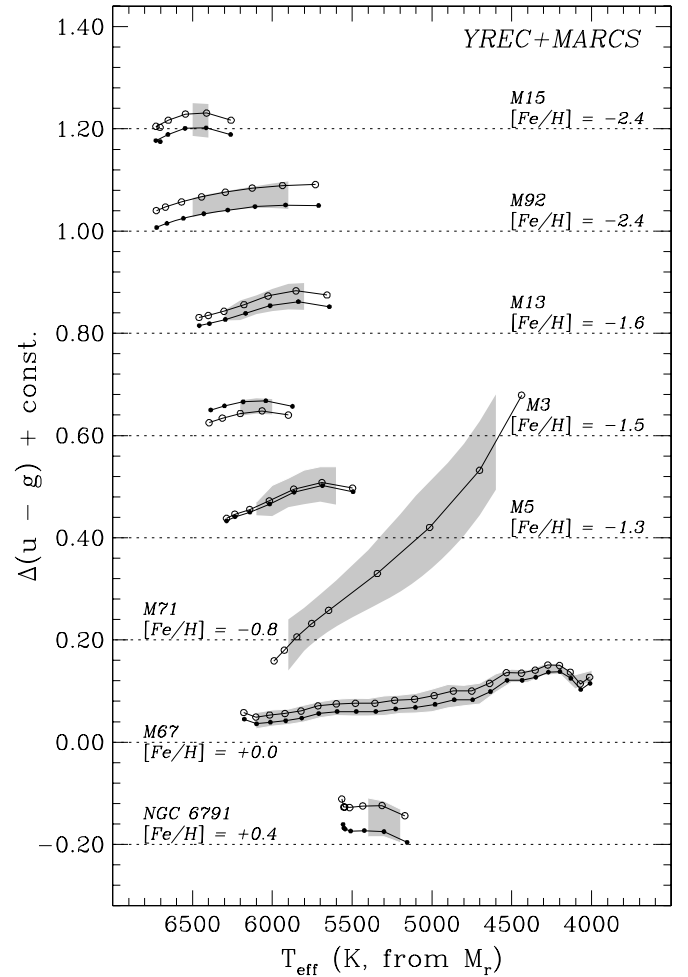 YREC+MARCS
1.40
M15
[Fe/H] = −2.4
1.20
M92
[Fe/H] = −2.4
1.00
M13
[Fe/H] = −1.6
0.80
M3
[Fe/H] = −1.5
0.60
M5
[Fe/H] = −1.3
0.40
M71
[Fe/H] = −0.8
0.20
M67
[Fe/H] = +0.0
0.00
NGC 6791
[Fe/H] = +0.4
−0.20
Δ(u − g) + const.
6500 6000 5500 5000 4500 4000
T_eff (K, from M_r)